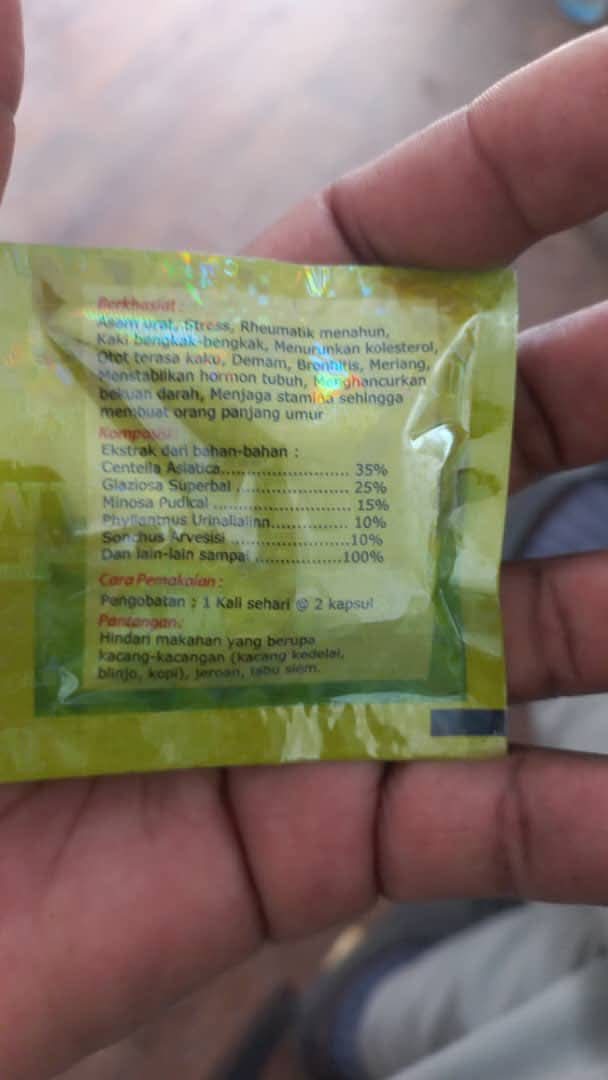 Berkhasiat :
Asam urat, Stress, Rheumatik menahun,
Kaki bengkak-bengkak, Menurunkan kolesterol,
Otot terasa kaku, Demam, Bronhitis, Meriang,
Menstabilkan hormon tubuh, Menghancurkan
bekuan darah, Menjaga stamina sehingga
membuat orang panjang umur
Komposisi :
Ekstrak dari bahan-bahan :
Centella Asiatica........................ 35%
Glaziosa Superbal ..................... 25%
Minosa Pudical .......................... 15%
Phyllantnus Urinalialinn.............. 10%
Sonchus Arvesisi .......................10%
Dan lain-lain sampai .................100%
Cara Pemakaian :
Pengobatan : 1 Kali sehari @ 2 kapsul
Pantangan:
Hindari makanan yang berupa
kacang-kacangan (kacang kedelai,
blinjo, kopi), jeroan, labu siem.